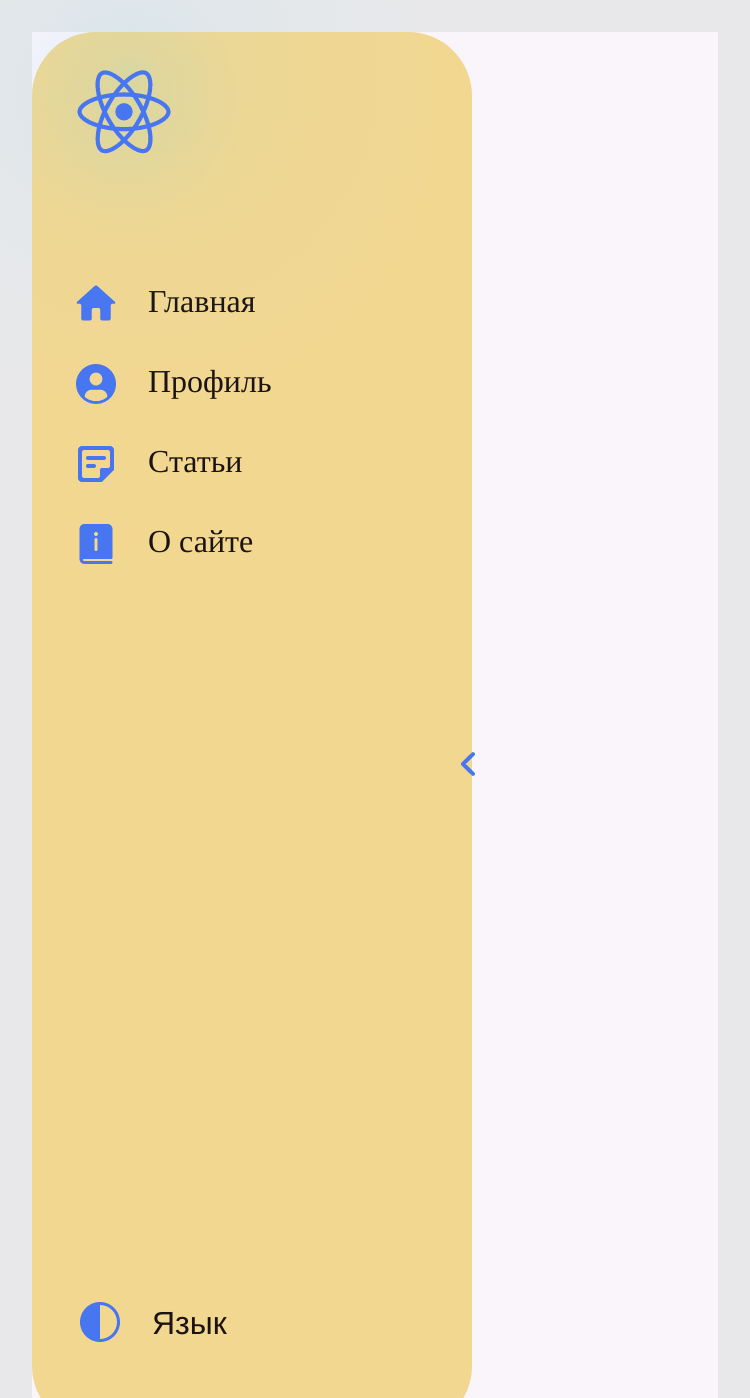 Главная
Профиль
Статьи
О сайте
Язык